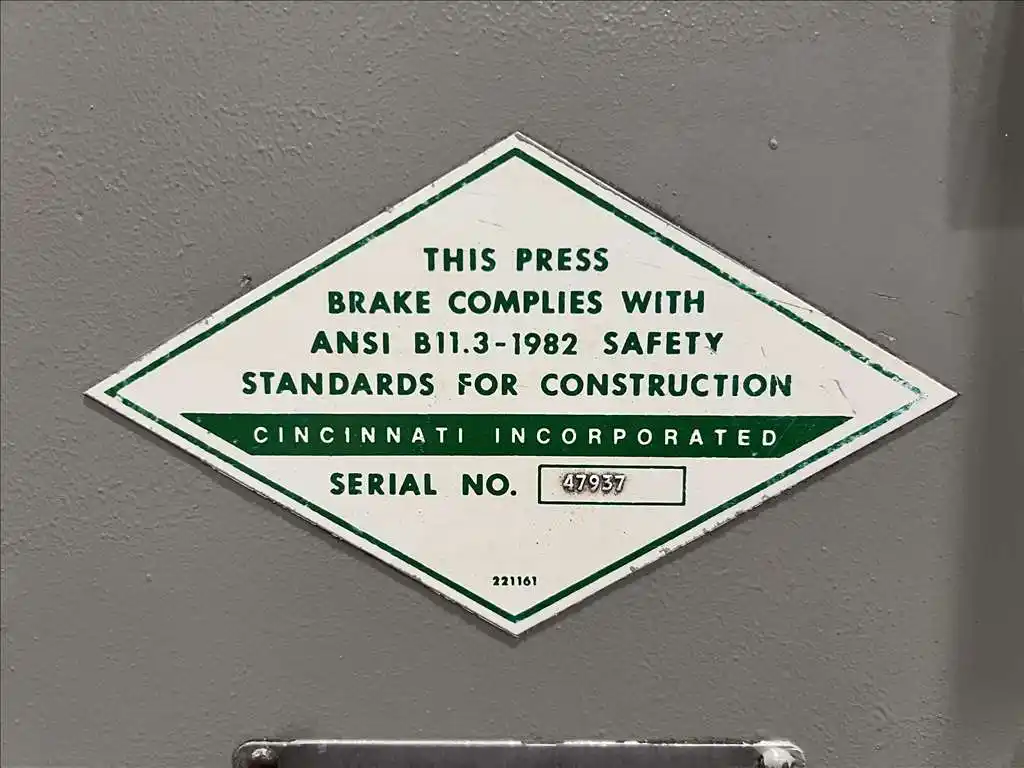 THIS PRESS
BRAKE COMPLIES WITH
ANSI B11.3-1982 SAFETY
STANDARDS FOR CONSTRUCTION
CINCINNATI INCORPORATED
SERIAL NO. 47937
221161